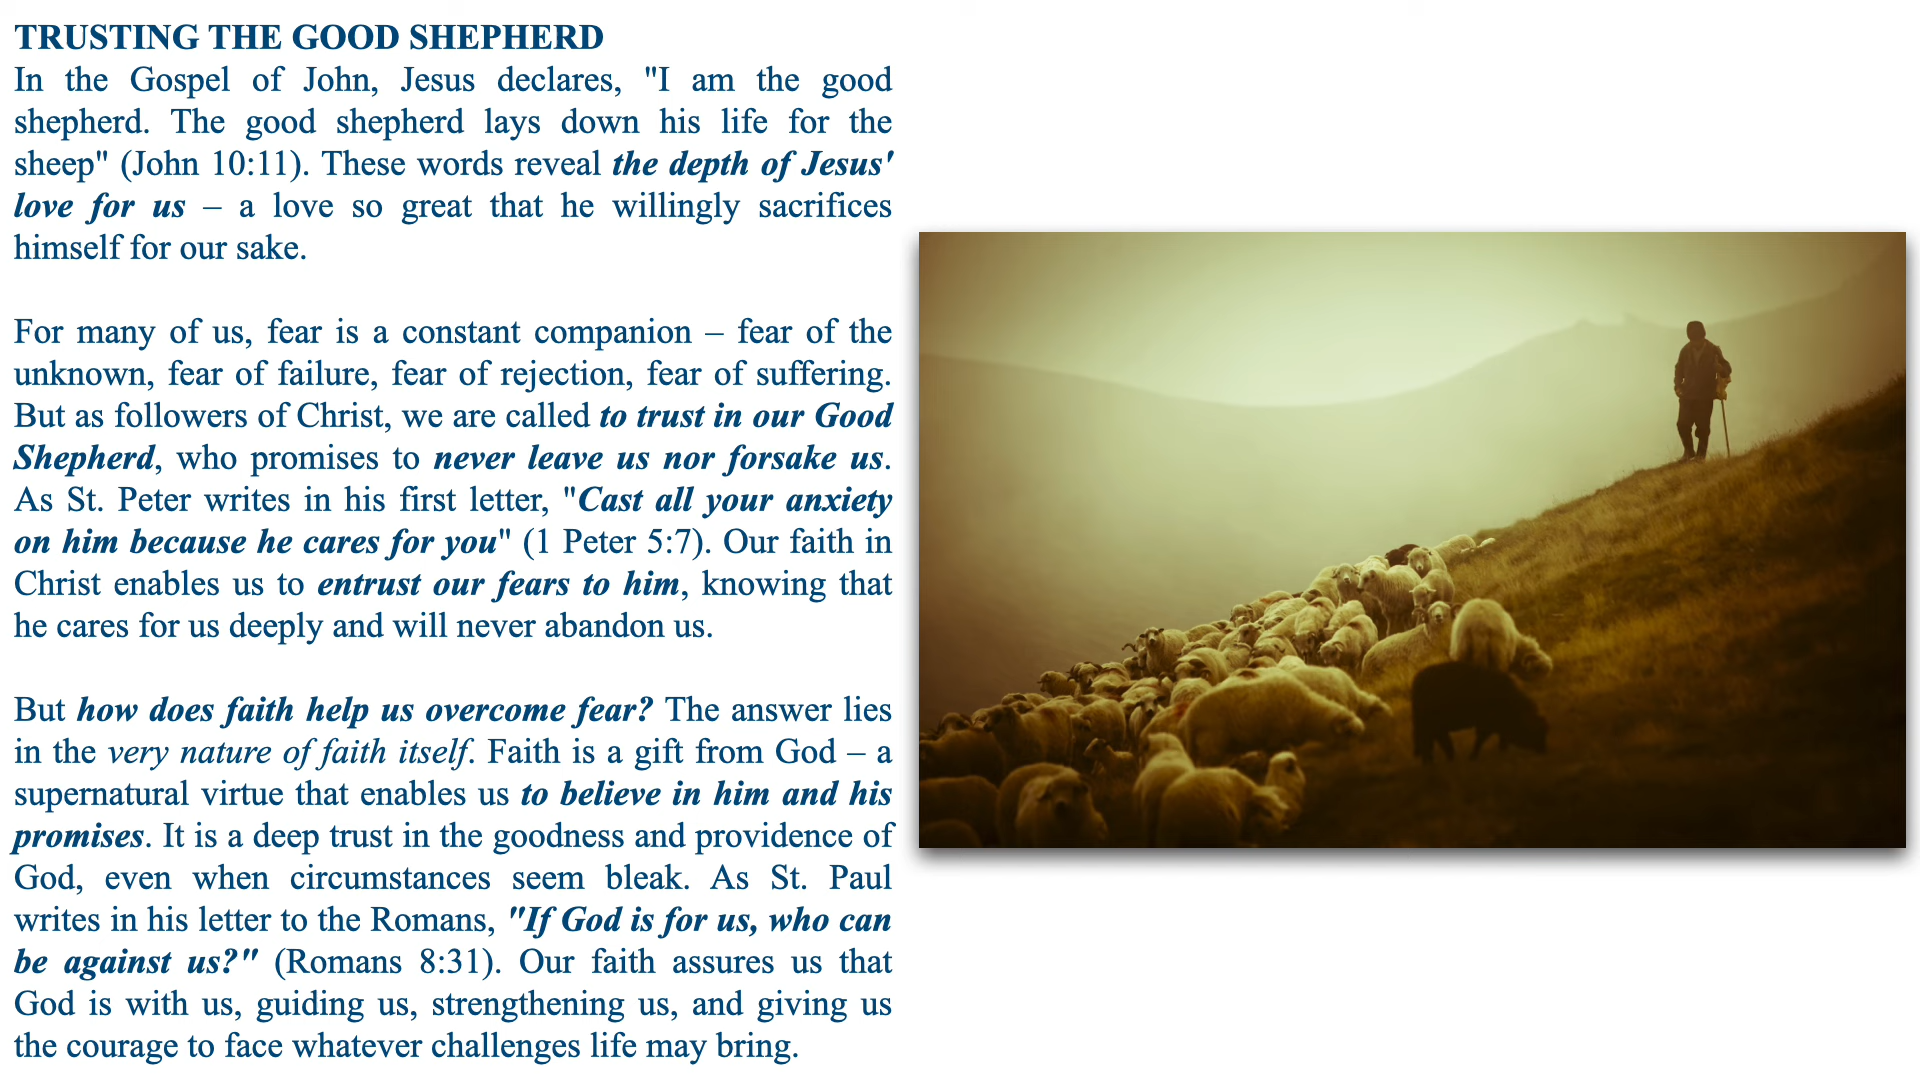 TRUSTING THE GOOD SHEPHERD
In the Gospel of John, Jesus declares, "I am the good
shepherd. The good shepherd lays down his life for the
sheep" (John 10:11). These words reveal the depth of Jesus'
love for us – a love so great that he willingly sacrifices
himself for our sake.
For many of us, fear is a constant companion – fear of the
unknown, fear of failure, fear of rejection, fear of suffering.
But as followers of Christ, we are called to trust in our Good
Shepherd, who promises to never leave us nor forsake us.
As St. Peter writes in his first letter, "Cast all your anxiety
on him because he cares for you" (1 Peter 5:7). Our faith in
Christ enables us to entrust our fears to him, knowing that
he cares for us deeply and will never abandon us.
But how does faith help us overcome fear? The answer lies
in the very nature of faith itself. Faith is a gift from God – a
supernatural virtue that enables us to believe in him and his
promises. It is a deep trust in the goodness and providence of
God, even when circumstances seem bleak. As St. Paul
writes in his letter to the Romans, "If God is for us, who can
be against us?" (Romans 8:31). Our faith assures us that
God is with us, guiding us, strengthening us, and giving us
the courage to face whatever challenges life may bring.